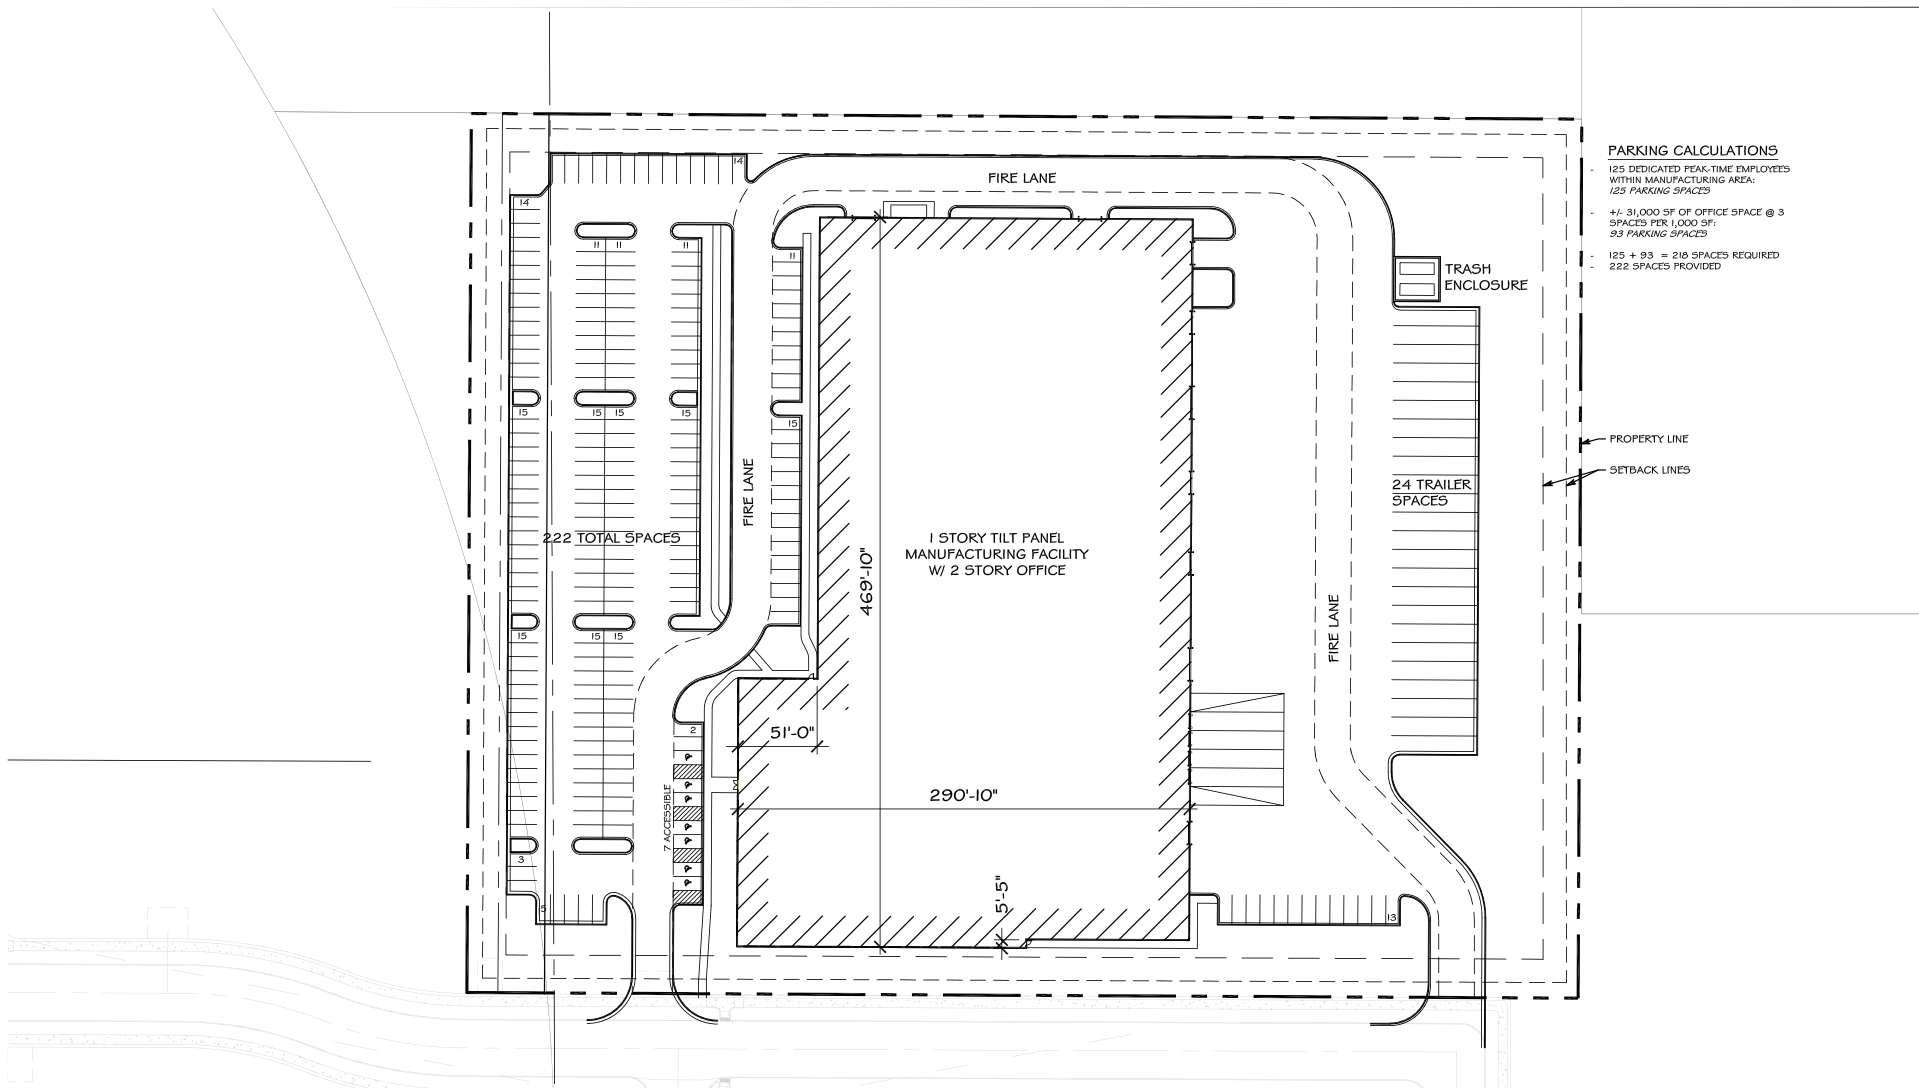 PARKING CALCULATIONS
- 125 DEDICATED PEAK-TIME EMPLOYEES
WITHIN MANUFACTURING AREA:
125 PARKING SPACES
- +/- 31,000 SF OF OFFICE SPACE @ 3
SPACES PER 1,000 SF:
93 PARKING SPACES
- 125 + 93 = 218 SPACES REQUIRED
- 222 SPACES PROVIDED
14
FIRE LANE
14
11 11 11
11
TRASH
ENCLOSURE
15 15 15 15
15
PROPERTY LINE
SETBACK LINES
24 TRAILER
SPACES
FIRE LANE
222 TOTAL SPACES
1 STORY TILT PANEL
MANUFACTURING FACILITY
W/ 2 STORY OFFICE
469'-10"
FIRE LANE
15 15 15
2
51'-0"
290'-10"
7 ACCESSIBLE
3
5
5'-5"
13